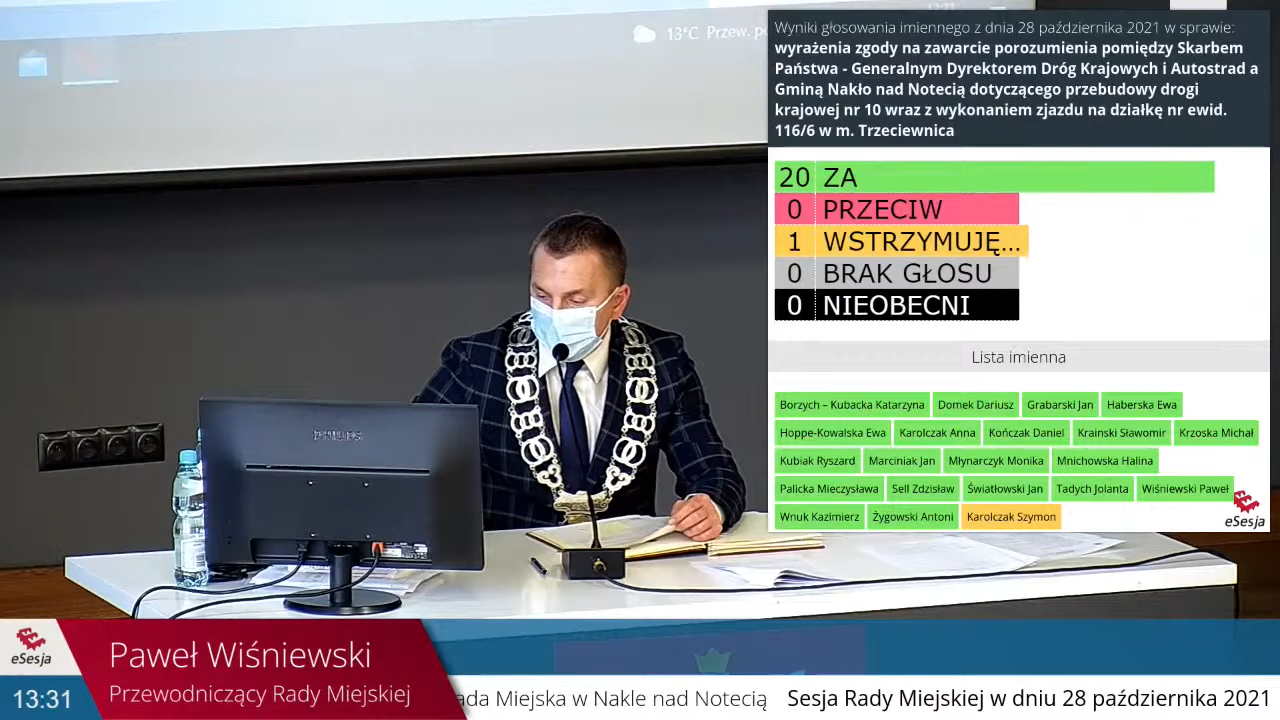 13°C Przew.
Wyniki głosowania imiennego z dnia 28 października 2021 w sprawie:
wyrażenia zgody na zawarcie porozumienia pomiędzy Skarbem
Państwa - Generalnym Dyrektorem Dróg Krajowych i Autostrad a
Gminą Nakło nad Notecią dotyczącego przebudowy drogi
krajowej nr 10 wraz z wykonaniem zjazdu na działkę nr ewid.
116/6 w m. Trzeciewnica
20 ZA
0 PRZECIW
1 WSTRZYMUJĘ...
0 BRAK GŁOSU
0 NIEOBECNI
Lista imienna
Borzych – Kubacka Katarzyna Domek Dariusz Grabarski Jan Haberska Ewa
Hoppe-Kowalska Ewa Karolczak Anna Kończak Daniel Krainski Sławomir Krzoska Michał
Kubiak Ryszard Marciniak Jan Młynarczyk Monika Mnichowska Halina
Palicka Mieczysława Sell Zdzisław Światłowski Jan Tadych Jolanta Wiśniewski Paweł
Wnuk Kazimierz Żygowski Antoni Karolczak Szymon
eSesja
PHILIPS
eSesja
Paweł Wiśniewski
Przewodniczący Rady Miejskiej
13:31
ada Miejska w Nakle nad Notecią Sesja Rady Miejskiej w dniu 28 października 2021